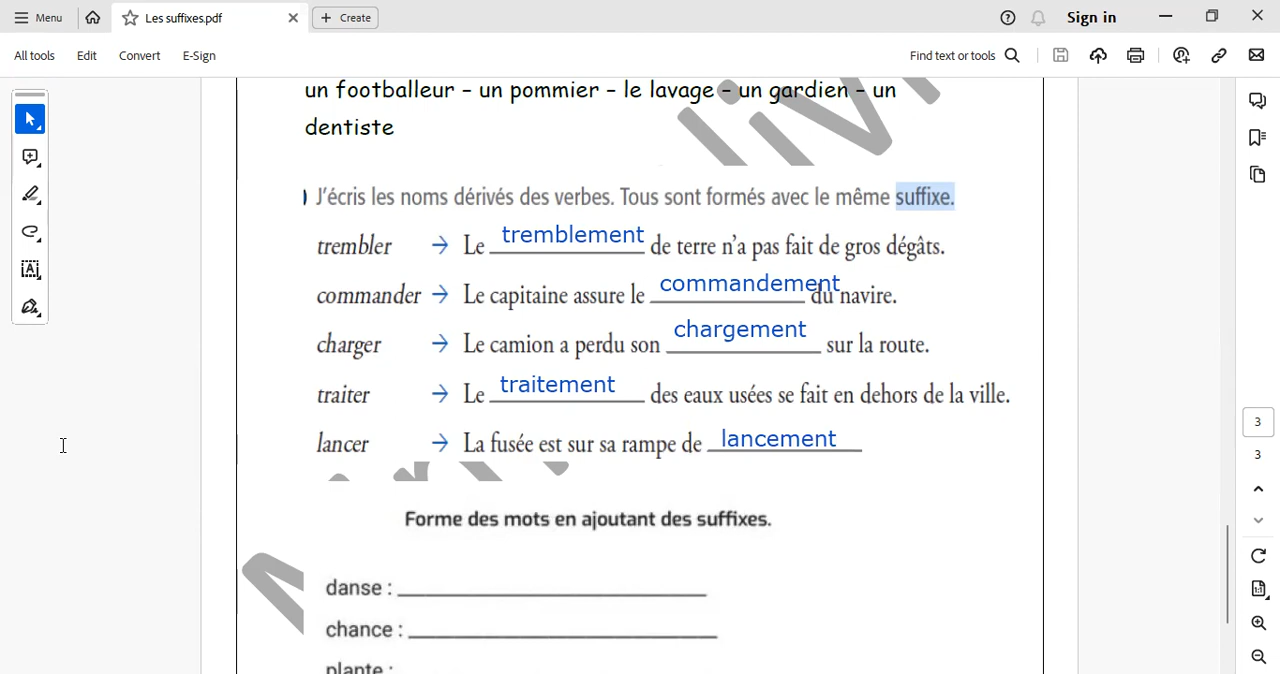 Menu
Les suffixes.pdf
Create
Sign in
All tools Edit Convert E-Sign
Find text or tools
un footballeur – un pommier – le lavage – un gardien – un
dentiste
J'écris les noms dérivés des verbes. Tous sont formés avec le même suffixe.
trembler → Le tremblement de terre n'a pas fait de gros dégâts.
commander → Le capitaine assure le commandement du navire.
charger → Le camion a perdu son chargement sur la route.
traiter → Le traitement des eaux usées se fait en dehors de la ville.
lancer → La fusée est sur sa rampe de lancement
Forme des mots en ajoutant des suffixes.
danse : ____________
chance : ____________
plante :
3
3